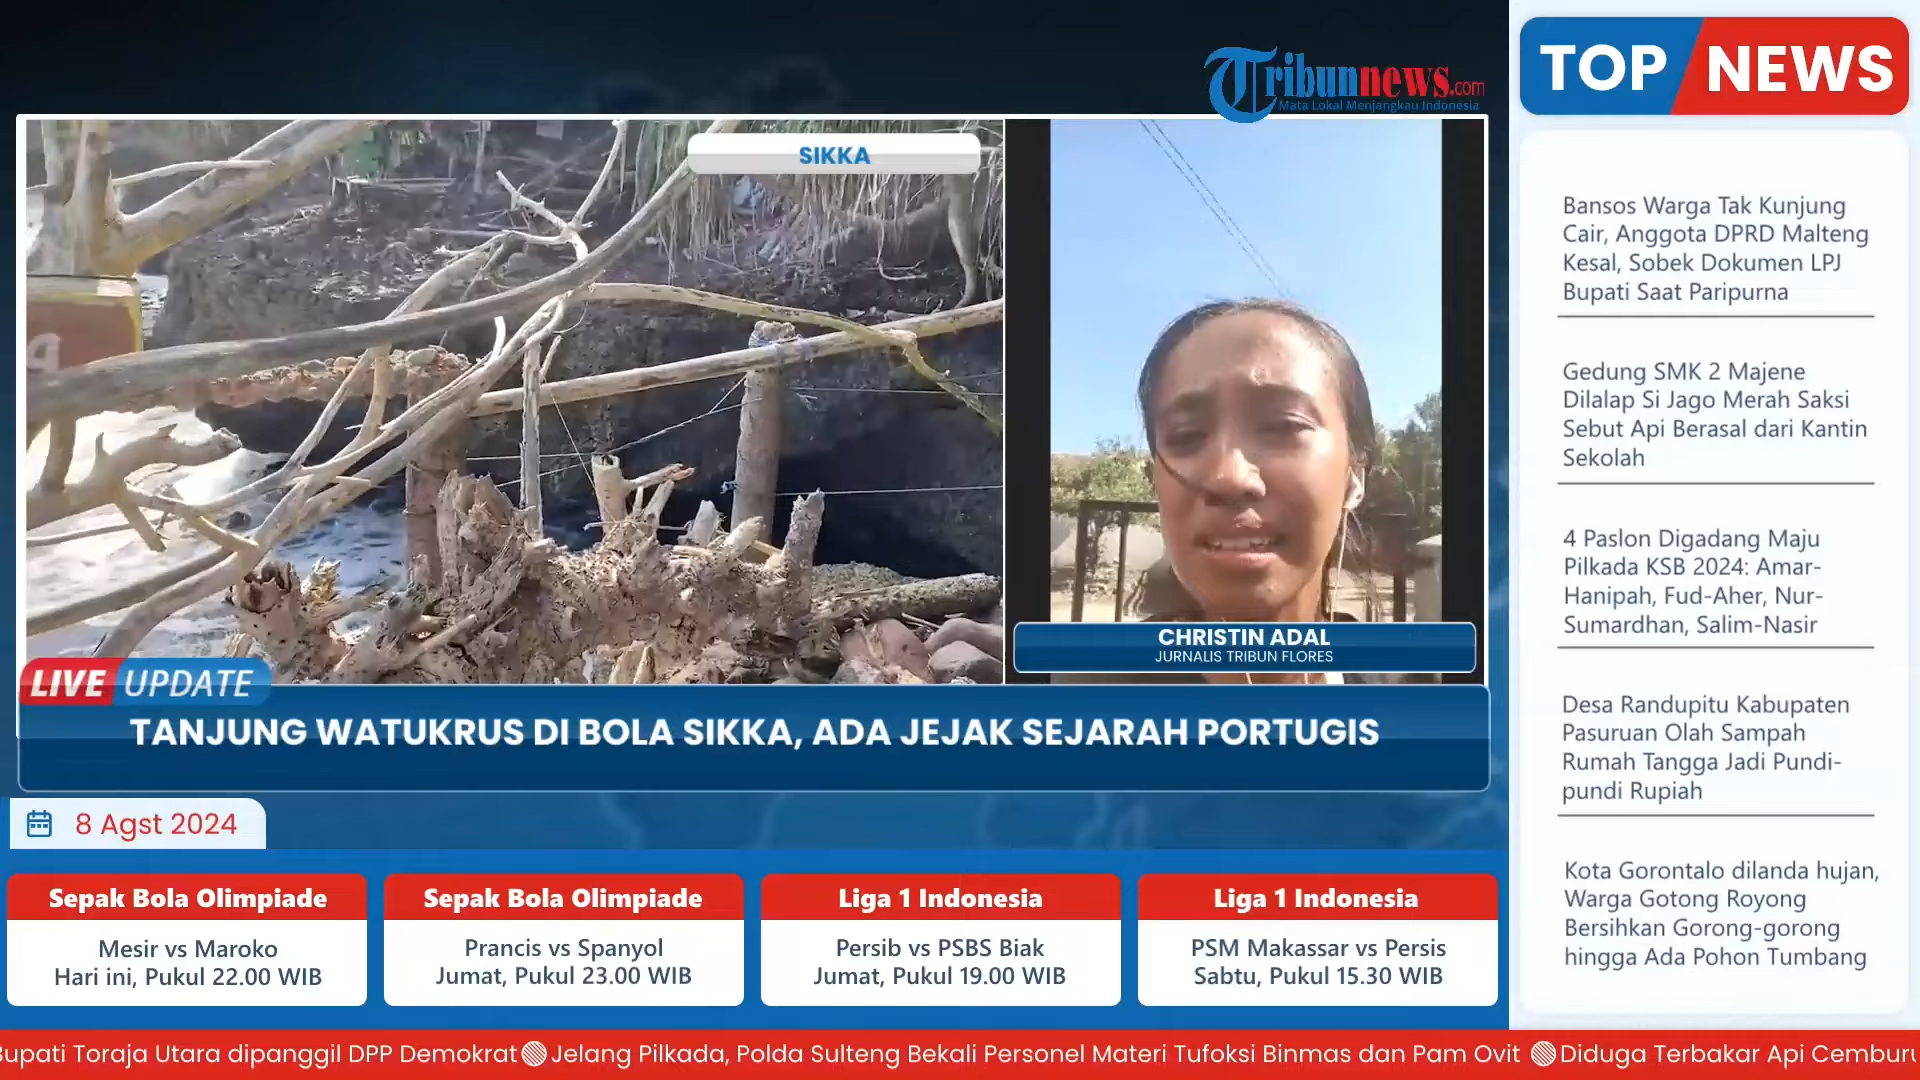 Tribunnews.com
Mata Lokal Menjangkau Indonesia
SIKKA
CHRISTIN ADAL
JURNALIS TRIBUN FLORES
LIVE UPDATE
TANJUNG WATUKRUS DI BOLA SIKKA, ADA JEJAK SEJARAH PORTUGIS
8 Agst 2024
Sepak Bola Olimpiade
Mesir vs Maroko
Hari ini, Pukul 22.00 WIB
Sepak Bola Olimpiade
Prancis vs Spanyol
Jumat, Pukul 23.00 WIB
Liga 1 Indonesia
Persib vs PSBS Biak
Jumat, Pukul 19.00 WIB
Liga 1 Indonesia
PSM Makassar vs Persis
Sabtu, Pukul 15.30 WIB
TOP NEWS
Bansos Warga Tak Kunjung
Cair, Anggota DPRD Malteng
Kesal, Sobek Dokumen LPJ
Bupati Saat Paripurna
Gedung SMK 2 Majene
Dilalap Si Jago Merah Saksi
Sebut Api Berasal dari Kantin
Sekolah
4 Paslon Digadang Maju
Pilkada KSB 2024: Amar-
Hanipah, Fud-Aher, Nur-
Sumardhan, Salim-Nasir
Desa Randupitu Kabupaten
Pasuruan Olah Sampah
Rumah Tangga Jadi Pundi-
pundi Rupiah
Kota Gorontalo dilanda hujan,
Warga Gotong Royong
Bersihkan Gorong-gorong
hingga Ada Pohon Tumbang
Bupati Toraja Utara dipanggil DPP Demokrat Jelang Pilkada, Polda Sulteng Bekali Personel Materi Tufoksi Binmas dan Pam Ovit Diduga Terbakar Api Cemburu